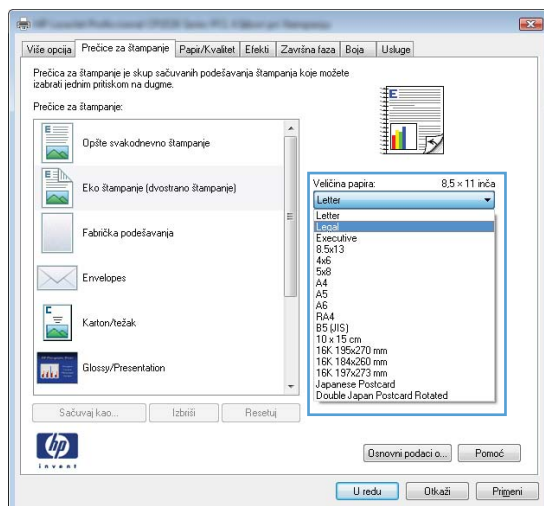 Više opcija Prečice za štampanje Papir/Kvalitet Efekti Završna faza Boja Usluge
Prečica za štampanje je skup sačuvanih podešavanja štampanja koje možete
izabrati jednim pritiskom na dugme.
Prečice za štampanje:
Opšte svakodnevno štampanje
Eko štampanje (dvostrano štampanje)
Fabrička podešavanja
Envelopes
Karton/težak
Glossy/Presentation
Sačuvaj kao... Izbriši Resetuj
Veličina papira: 8,5 × 11 inča
Letter
Letter
Legal
Executive
8.5x13
4x6
5x8
A4
A5
A6
RA4
B5 (JIS)
10 x 15 cm
16K 195x270 mm
16K 184x260 mm
16K 197x273 mm
Japanese Postcard
Double Japan Postcard Rotated
hp
invent
Osnovni podaci o... Pomoć
U redu Otkaži Primeni